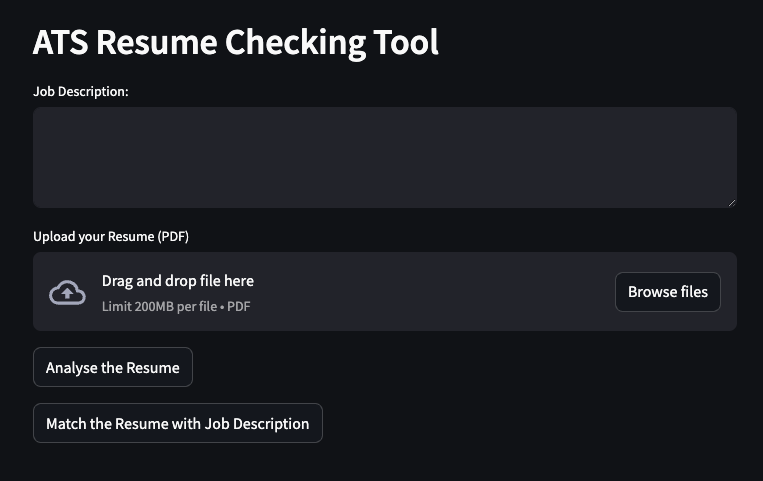 ATS Resume Checking Tool
Job Description:
Upload your Resume (PDF)
Drag and drop file here
Limit 200MB per file • PDF
Browse files
Analyse the Resume
Match the Resume with Job Description